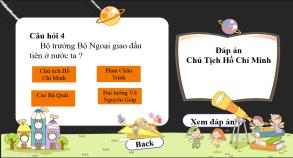 Câu hỏi 4
Bộ trưởng Bộ Ngoại giao đầu
tiên ở nước ta ?
Chủ tịch Hồ
Chí Minh
Phan Châu
Trinh
Cao Bá Quát
Đại tướng Võ
Nguyên Giáp
Đáp án
Chủ Tịch Hồ Chí Minh
Xem đáp án
Back